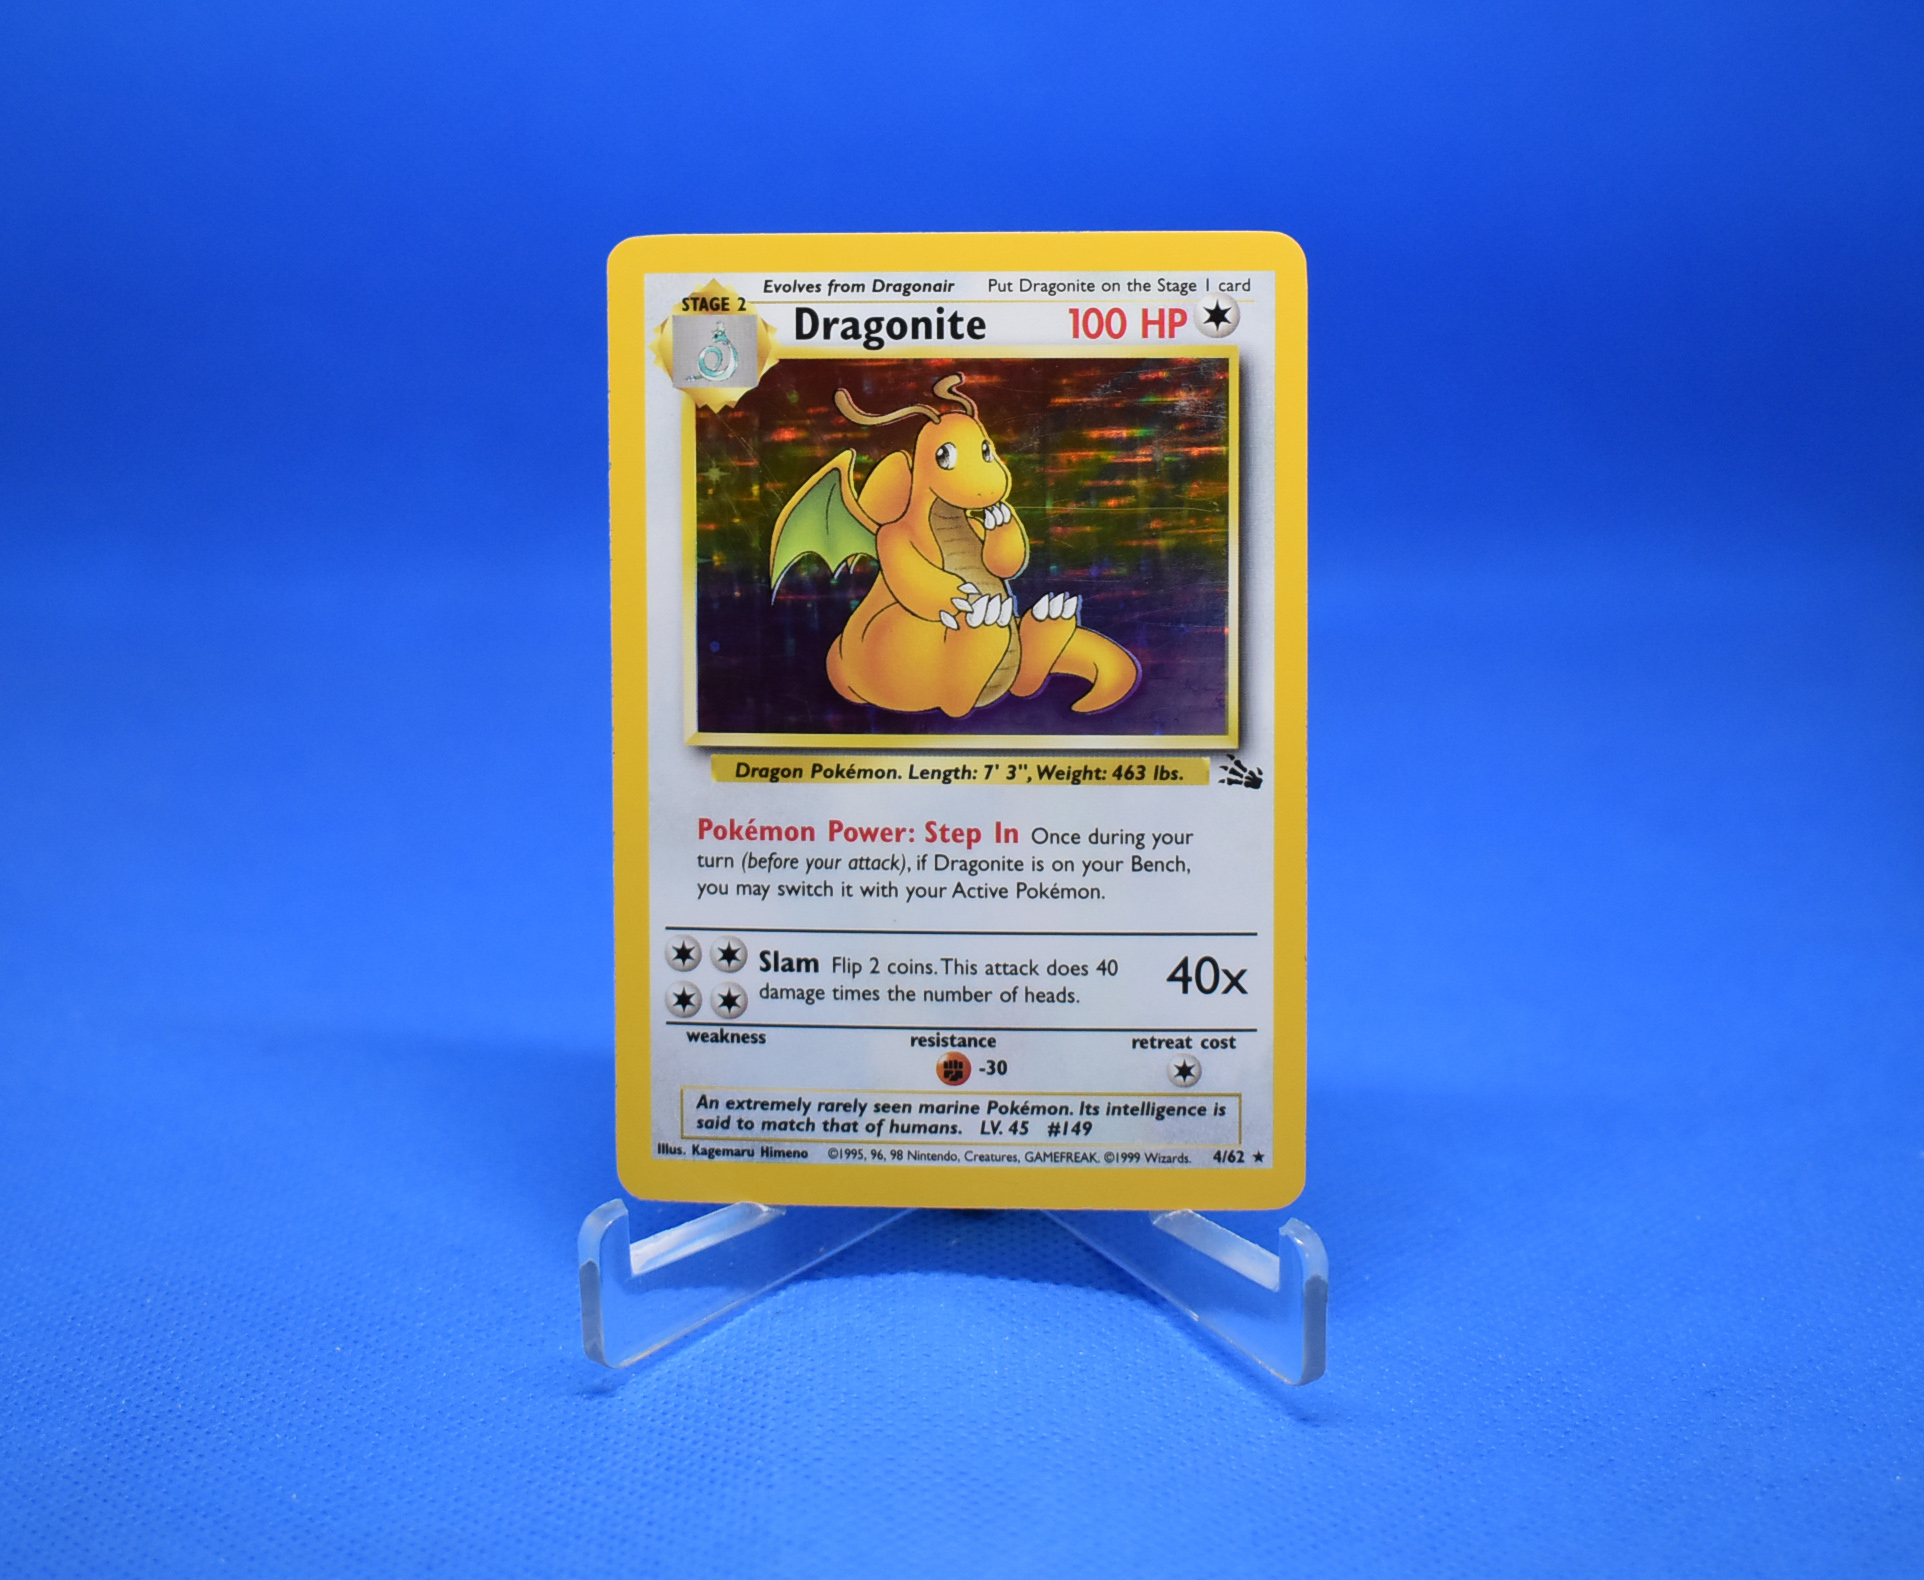 Evolves from Dragonair Put Dragonite on the Stage 1 card
STAGE 2
Dragonite 100 HP
Dragon Pokémon. Length: 7' 3", Weight: 463 lbs.
Pokémon Power: Step In Once during your
turn (before your attack), if Dragonite is on your Bench,
you may switch it with your Active Pokémon.
Slam Flip 2 coins. This attack does 40
damage times the number of heads.
40x
weakness resistance retreat cost
-30
An extremely rarely seen marine Pokémon. Its intelligence is
said to match that of humans. LV. 45 #149
Illus. Kagemaru Himeno ©1995, 96, 98 Nintendo, Creatures, GAMEFREAK. ©1999 Wizards. 4/62 ★